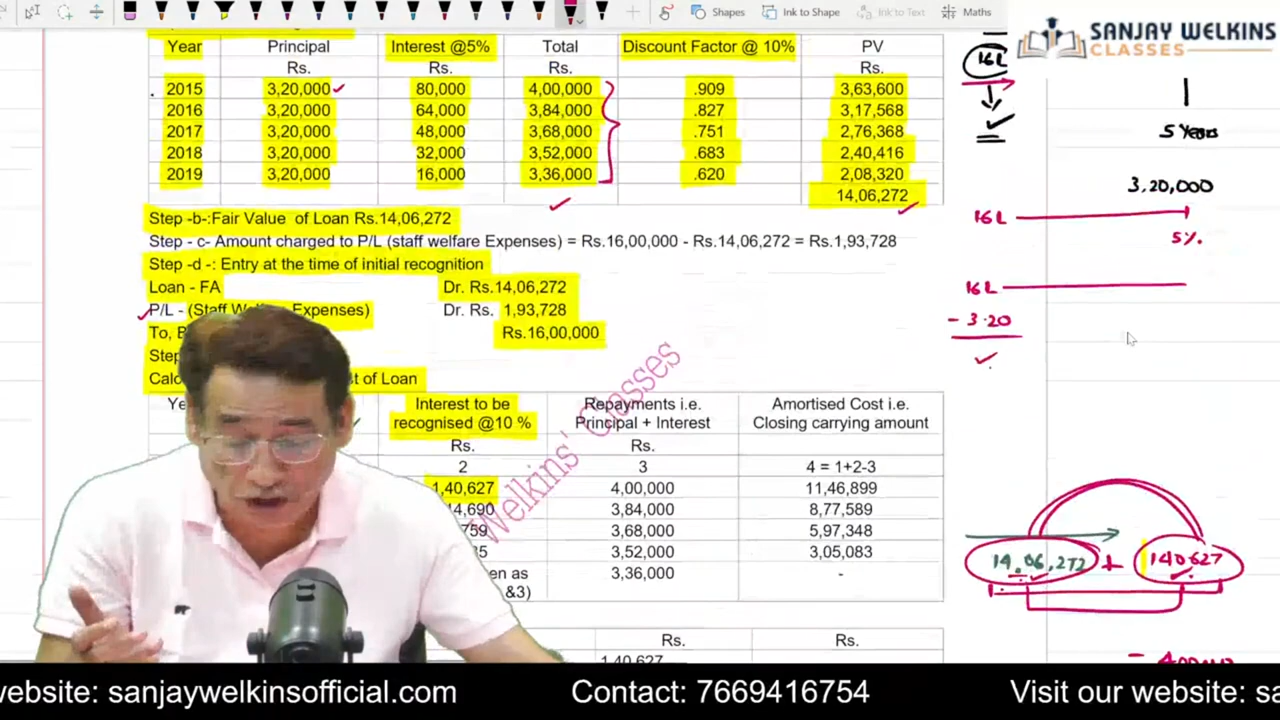 Shapes Ink to Shape Ink to Text Maths
SANJAY WELKINS
CLASSES
Year Principal Interest @5% Total Discount Factor @ 10% PV
Rs. Rs. Rs. Rs.
2015 3,20,000 80,000 4,00,000 .909 3,63,600
2016 3,20,000 64,000 3,84,000 .827 3,17,568
2017 3,20,000 48,000 3,68,000 .751 2,76,368
2018 3,20,000 32,000 3,52,000 .683 2,40,416
2019 3,20,000 16,000 3,36,000 .620 2,08,320
14,06,272
Step -b-:Fair Value of Loan Rs.14,06,272
Step - c- Amount charged to P/L (staff welfare Expenses) = Rs.16,00,000 - Rs.14,06,272 = Rs.1,93,728
Step -d -: Entry at the time of initial recognition
Loan - FA Dr. Rs.14,06,272
P/L - (Staff Expenses) Dr. Rs. 1,93,728
To, Rs.16,00,000
Step
of Loan
Interest to be Repayments i.e. Amortised Cost i.e.
recognised @10 % Principal + Interest Closing carrying amount
Rs. Rs.
2 3 4 = 1+2-3
1,40,627 4,00,000 11,46,899
3,84,000 8,77,589
3,68,000 5,97,348
3,52,000 3,05,083
3,36,000 -
&3)
Rs. Rs.
1,40,627
Welkins' Classes
16L
5 Years
3,20,000
16L
5%
16L
- 3.20
14,06,272 + 140627
website: sanjaywelkinsofficial.com Contact: 7669416754 Visit our website: sa